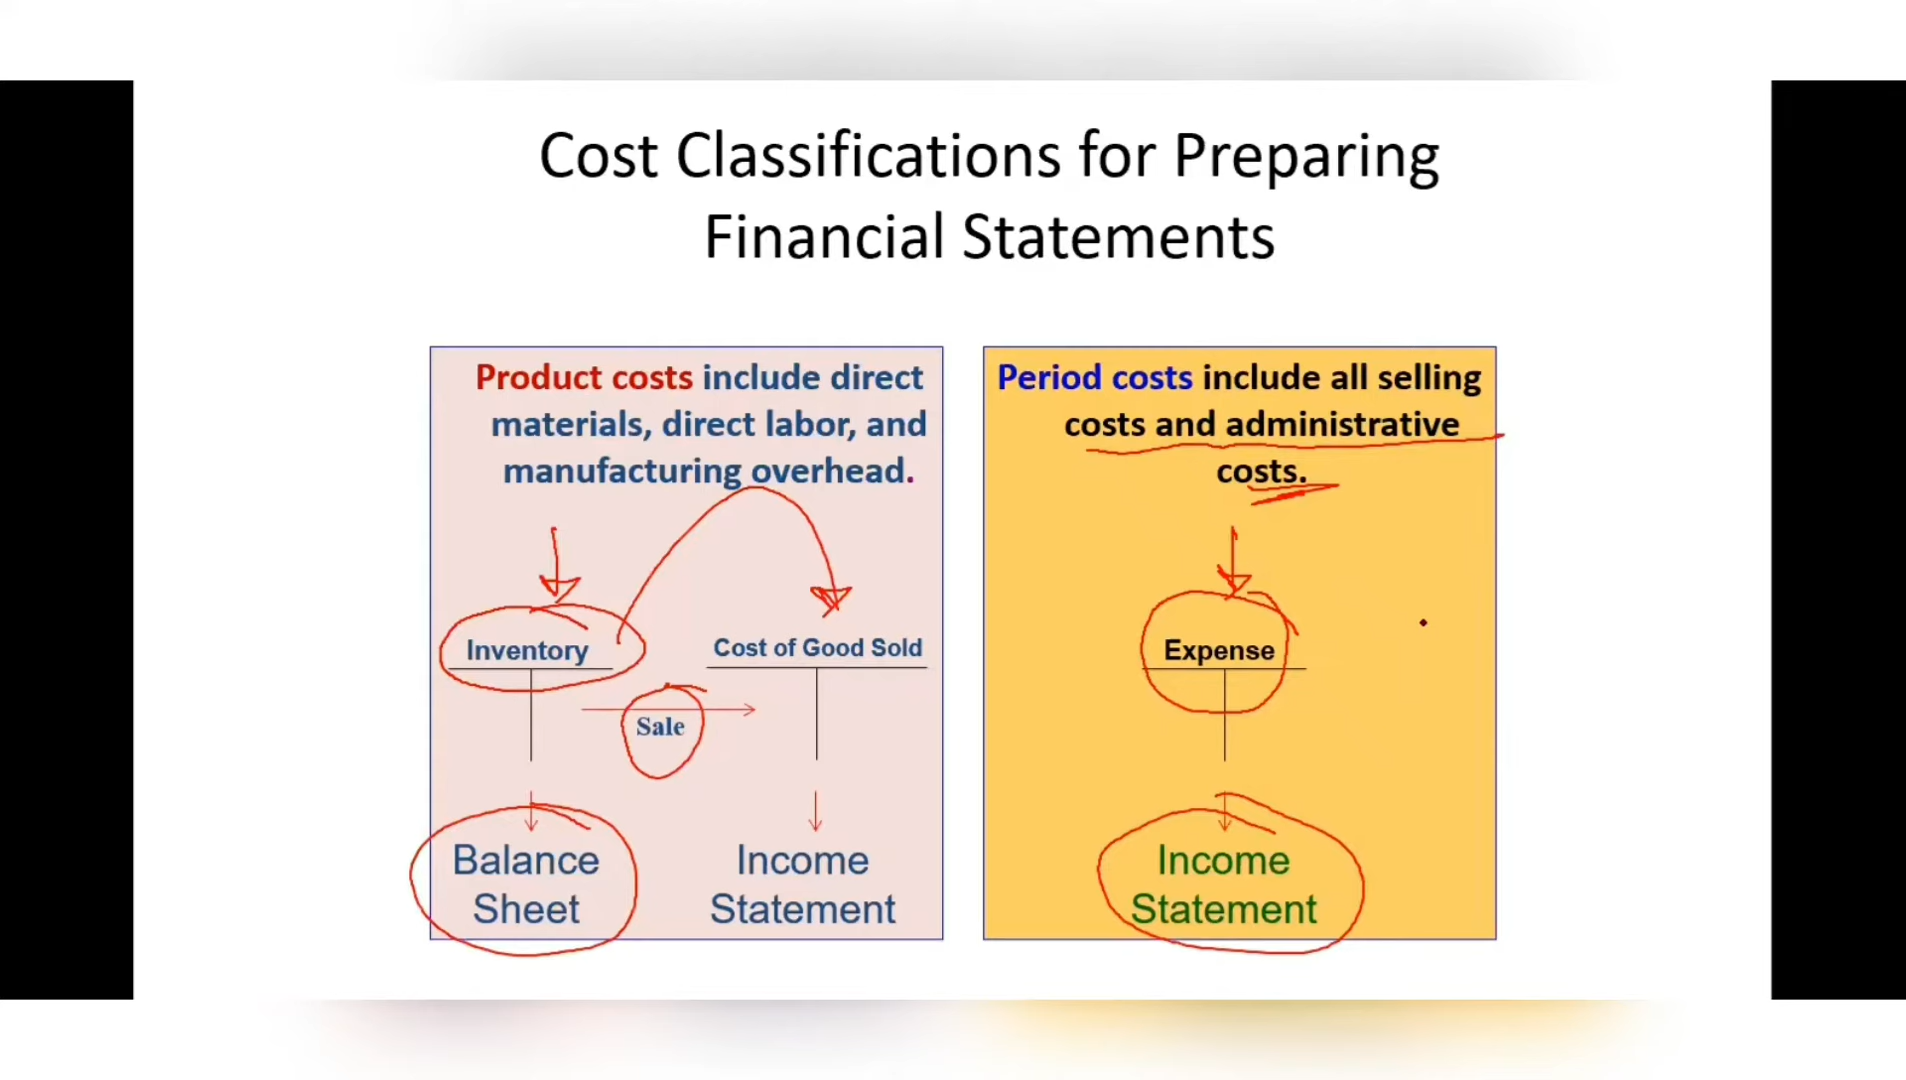 Cost Classifications for Preparing
Financial Statements
Product costs include direct
materials, direct labor, and
manufacturing overhead.
Inventory
Cost of Good Sold
Sale
Balance
Sheet
Income
Statement
Period costs include all selling
costs and administrative
costs.
Expense
Income
Statement